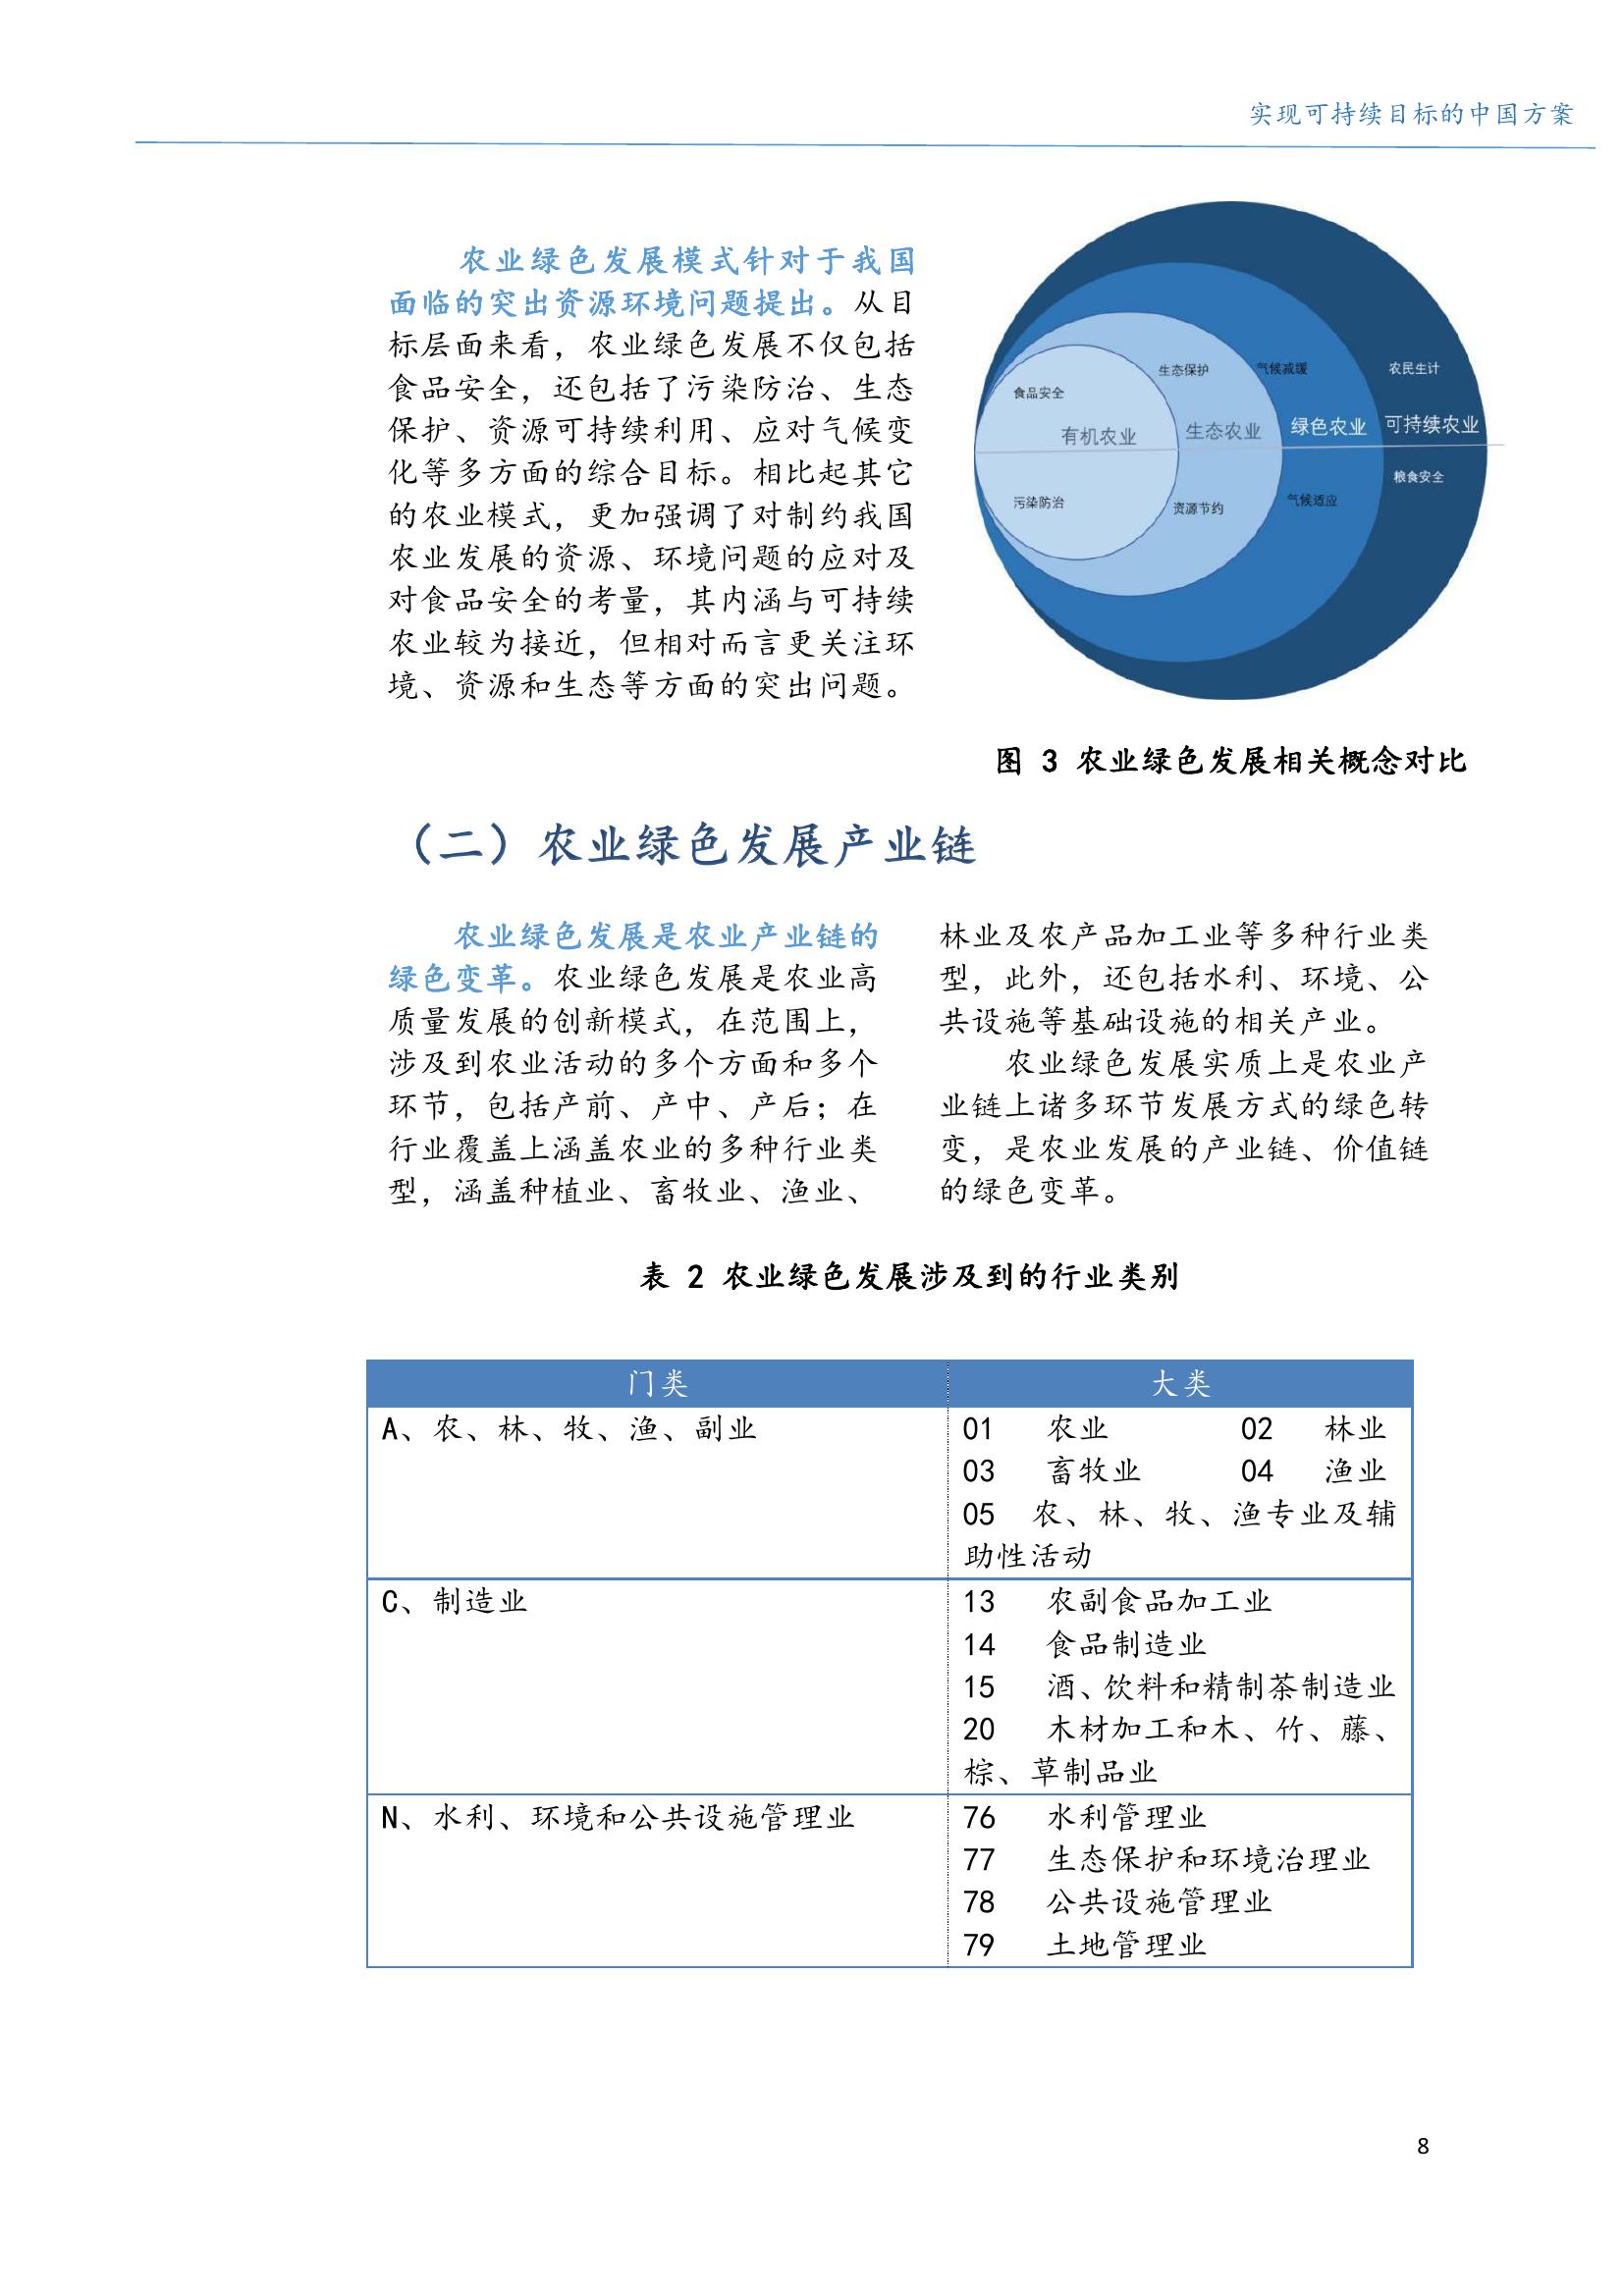 实现可持续目标的中国方案
农业绿色发展模式针对于我国
面临的突出资源环境问题提出。从目
标层面来看，农业绿色发展不仅包括
食品安全，还包括了污染防治、生态
保护、资源可持续利用、应对气候变
化等多方面的综合目标。相比起其它
的农业模式，更加强调了对制约我国
农业发展的资源、环境问题的应对及
对食品安全的考量，其内涵与可持续
农业较为接近，但相对而言更关注环
境、资源和生态等方面的突出问题。
食品安全
生态保护
气候减缓
农民生计
有机农业
生态农业
绿色农业
可持续农业
污染防治
资源节约
气候适应
粮食安全
图 3 农业绿色发展相关概念对比
（二）农业绿色发展产业链
农业绿色发展是农业产业链的
绿色变革。农业绿色发展是农业高
质量发展的创新模式，在范围上，
涉及到农业活动的多个方面和多个
环节，包括产前、产中、产后；在
行业覆盖上涵盖农业的多种行业类
型，涵盖种植业、畜牧业、渔业、
林业及农产品加工业等多种行业类
型，此外，还包括水利、环境、公
共设施等基础设施的相关产业。
农业绿色发展实质上是农业产
业链上诸多环节发展方式的绿色转
变，是农业发展的产业链、价值链
的绿色变革。
表 2 农业绿色发展涉及到的行业类别
门类 大类
A、农、林、牧、渔、副业
01 农业 02 林业
03 畜牧业 04 渔业
05 农、林、牧、渔专业及辅
助性活动
C、制造业
13 农副食品加工业
14 食品制造业
15 酒、饮料和精制茶制造业
20 木材加工和木、竹、藤、
棕、草制品业
N、水利、环境和公共设施管理业
76 水利管理业
77 生态保护和环境治理业
78 公共设施管理业
79 土地管理业
8